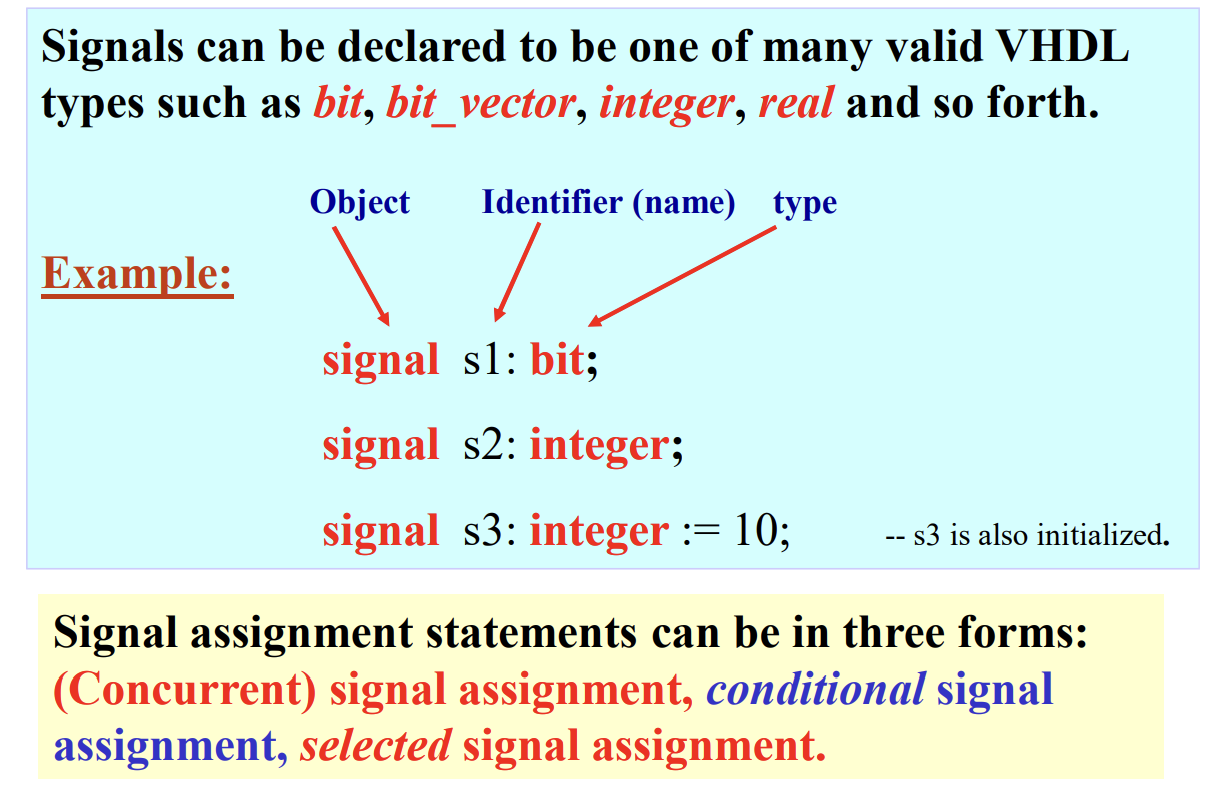 Signals can be declared to be one of many valid VHDL
types such as bit, bit_vector, integer, real and so forth.
Object Identifier (name) type
Example:
signal s1: bit;
signal s2: integer;
signal s3: integer := 10; -- s3 is also initialized.
Signal assignment statements can be in three forms:
(Concurrent) signal assignment, conditional signal
assignment, selected signal assignment.